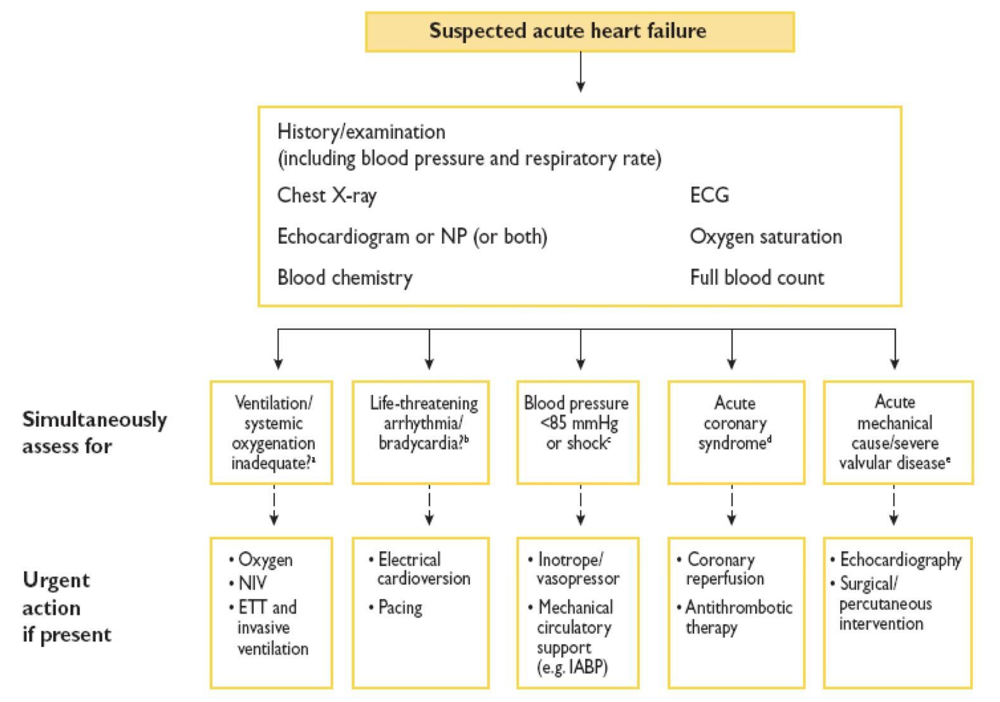 Suspected acute heart failure
History/examination
(including blood pressure and respiratory rate)
Chest X-ray
ECG
Echocardiogram or NP (or both)
Oxygen saturation
Blood chemistry
Full blood count
Simultaneously
assess for
Ventilation/
systemic
oxygenation
inadequate?ᵃ
Life-threatening
arrhythmia/
bradycardia?ᵇ
Blood pressure
<85 mmHg
or shockᶜ
Acute
coronary
syndromeᵈ
Acute
mechanical
cause/severe
valvular diseaseᵉ
Urgent
action
if present
• Oxygen
• NIV
• ETT and
invasive
ventilation
• Electrical
cardioversion
• Pacing
• Inotrope/
vasopressor
• Mechanical
circulatory
support
(e.g. IABP)
• Coronary
reperfusion
• Antithrombotic
therapy
• Echocardiography
• Surgical/
percutaneous
intervention